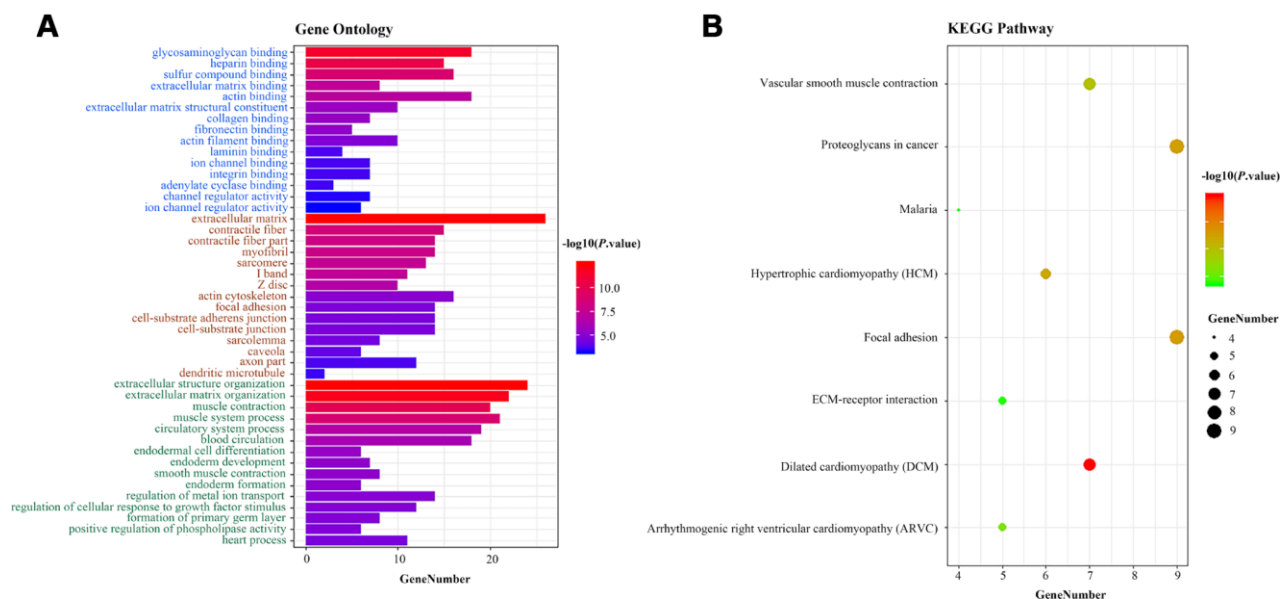 A
Gene Ontology
glycosaminoglycan binding
heparin binding
sulfur compound binding
extracellular matrix binding
actin binding
extracellular matrix structural constituent
collagen binding
fibronectin binding
actin filament binding
laminin binding
ion channel binding
integrin binding
adenylate cyclase binding
channel regulator activity
ion channel regulator activity
extracellular matrix
contractile fiber
contractile fiber part
myofibril
sarcomere
I band
Z disc
actin cytoskeleton
focal adhesion
cell-substrate adherens junction
cell-substrate junction
sarcolemma
caveola
axon part
dendritic microtubule
extracellular structure organization
extracellular matrix organization
muscle contraction
muscle system process
circulatory system process
blood circulation
endodermal cell differentiation
endoderm development
smooth muscle contraction
endoderm formation
regulation of metal ion transport
regulation of cellular response to growth factor stimulus
formation of primary germ layer
positive regulation of phospholipase activity
heart process
0 10 20
GeneNumber
-log10(P.value)
10.0
7.5
5.0
B
KEGG Pathway
Vascular smooth muscle contraction
Proteoglycans in cancer
Malaria
Hypertrophic cardiomyopathy (HCM)
Focal adhesion
ECM-receptor interaction
Dilated cardiomyopathy (DCM)
Arrhythmogenic right ventricular cardiomyopathy (ARVC)
4 5 6 7 8 9
GeneNumber
-log10(P.value)
GeneNumber
4
5
6
7
8
9